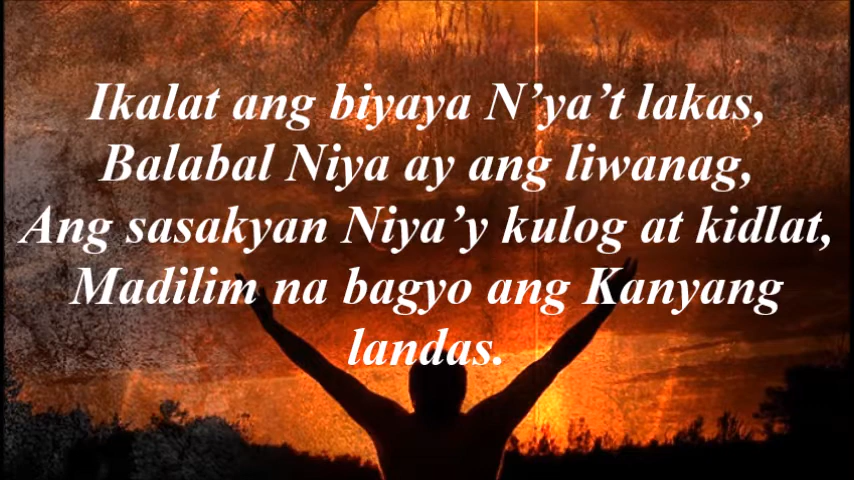 Ikalat ang biyaya N’ya’t lakas,
Balabal Niya ay ang liwanag,
Ang sasakyan Niya’y kulog at kidlat,
Madilim na bagyo ang Kanyang
landas.